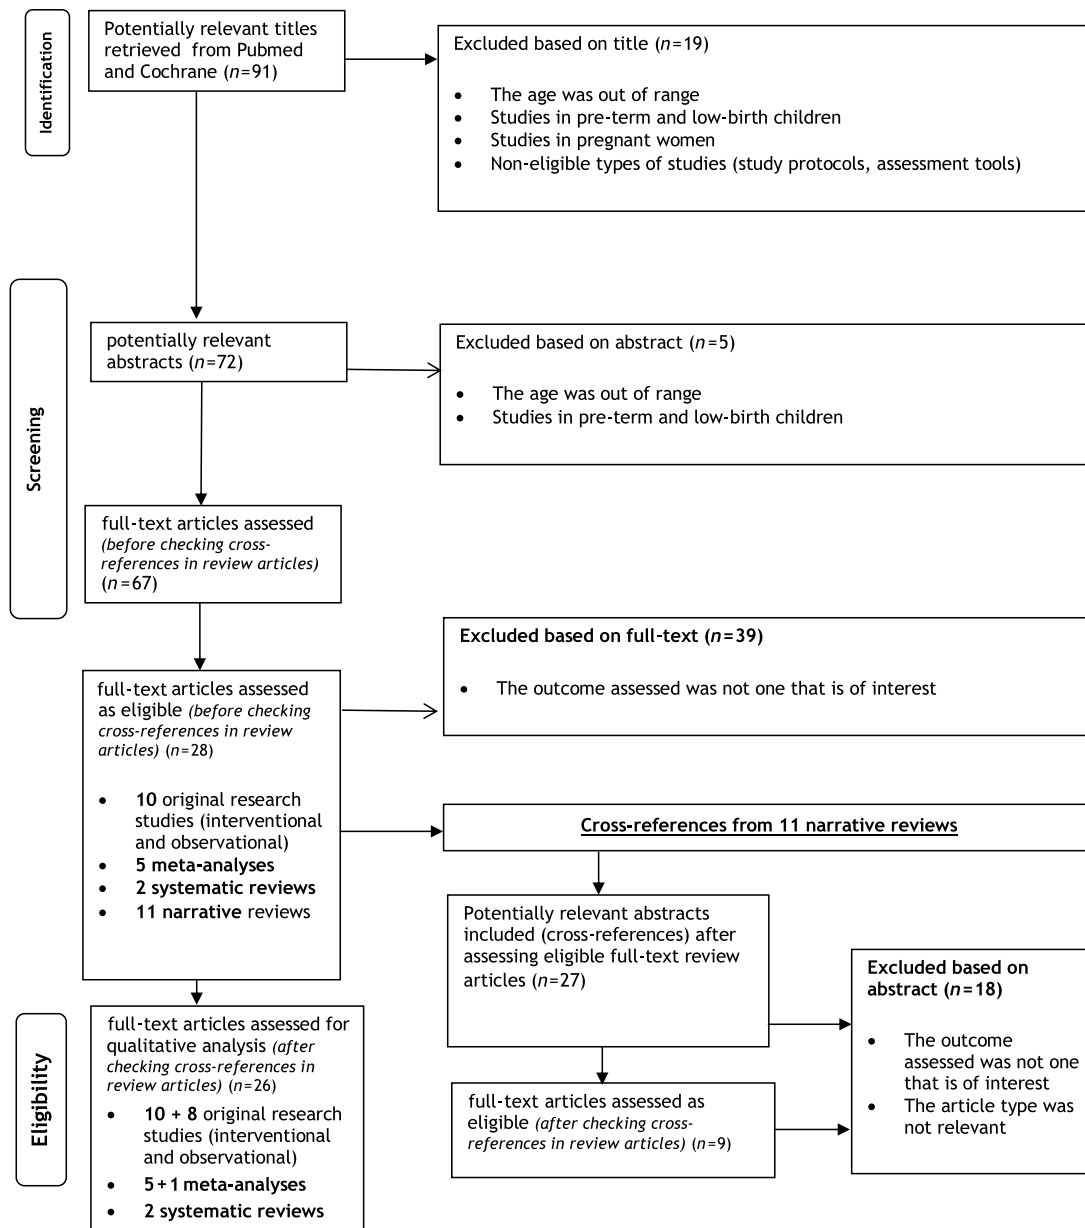 Identification
Potentially relevant titles
retrieved from Pubmed
and Cochrane (n=91)
Excluded based on title (n=19)
• The age was out of range
• Studies in pre-term and low-birth children
• Studies in pregnant women
• Non-eligible types of studies (study protocols, assessment tools)
Screening
potentially relevant
abstracts (n=72)
Excluded based on abstract (n=5)
• The age was out of range
• Studies in pre-term and low-birth children
full-text articles assessed
(before checking cross-
references in review articles)
(n=67)
Excluded based on full-text (n=39)
• The outcome assessed was not one that is of interest
full-text articles assessed
as eligible (before checking
cross-references in review
articles) (n=28)
• 10 original research
studies (interventional
and observational)
• 5 meta-analyses
• 2 systematic reviews
• 11 narrative reviews
Cross-references from 11 narrative reviews
Potentially relevant abstracts
included (cross-references) after
assessing eligible full-text review
articles (n=27)
Excluded based on
abstract (n=18)
• The outcome
assessed was not one
that is of interest
• The article type was
not relevant
Eligibility
full-text articles assessed for
qualitative analysis (after
checking cross-references in
review articles) (n=26)
• 10 + 8 original research
studies (interventional
and observational)
• 5+1 meta-analyses
• 2 systematic reviews
full-text articles assessed as
eligible (after checking cross-
references in review articles) (n=9)